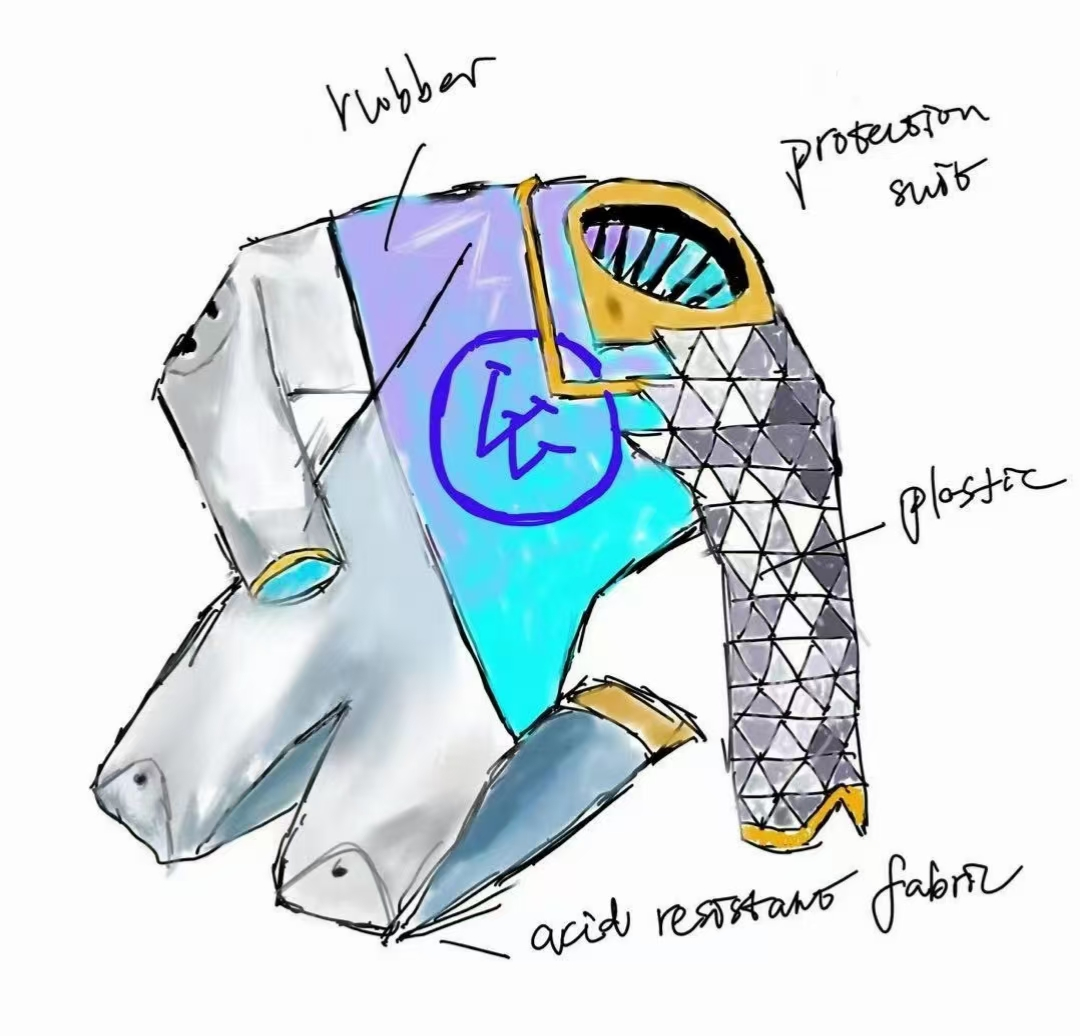 rubber
protection
suit
plastic
acid resistant fabric